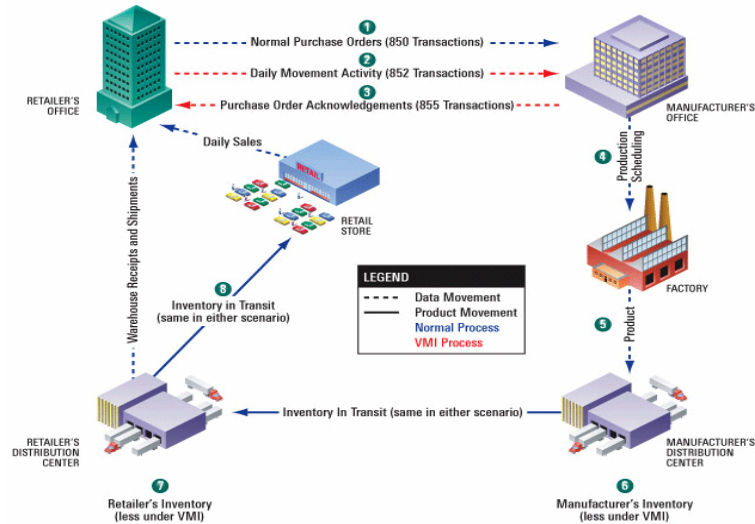 1
Normal Purchase Orders (850 Transactions)
2
Daily Movement Activity (852 Transactions)
3
Purchase Order Acknowledgements (855 Transactions)
RETAILER'S
OFFICE
MANUFACTURER'S
OFFICE
Daily Sales
RETAIL
RETAIL
STORE
4
Production
Scheduling
FACTORY
Warehouse Receipts and Shipments
8
Inventory in Transit
(same in either scenario)
LEGEND
Data Movement
Product Movement
Normal Process
VMI Process
5
Product
Inventory In Transit (same in either scenario)
RETAILER'S
DISTRIBUTION
CENTER
MANUFACTURER'S
DISTRIBUTION
CENTER
7
Retailer's Inventory
(less under VMI)
6
Manufacturer's Inventory
(less under VMI)